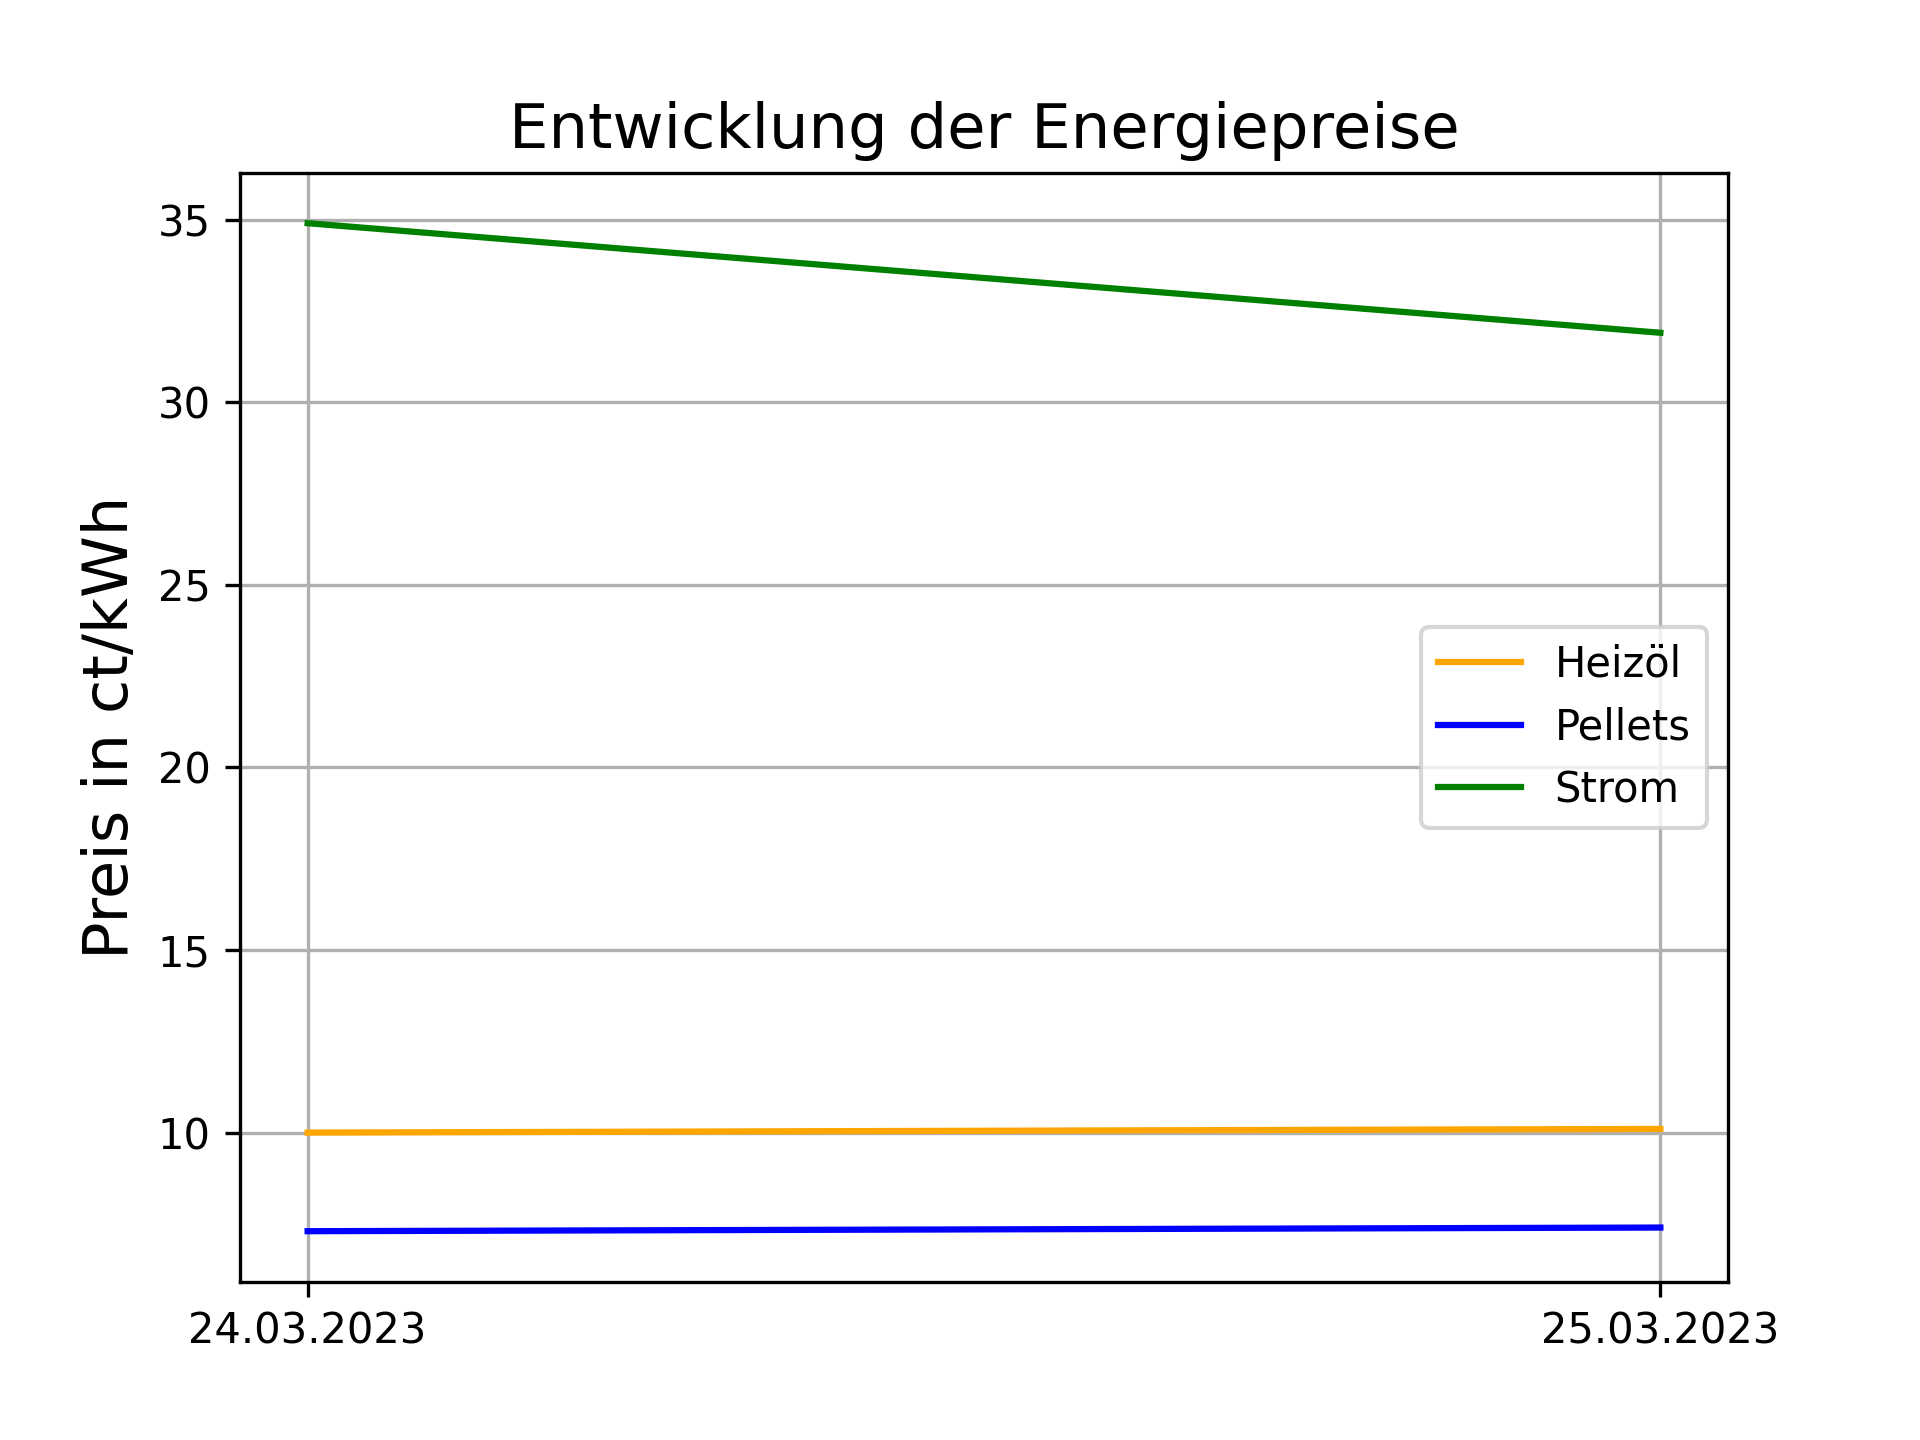 Entwicklung der Energiepreise
Preis in ct/kWh
35
30
25
20
15
10
Heizöl
Pellets
Strom
24.03.2023
25.03.2023